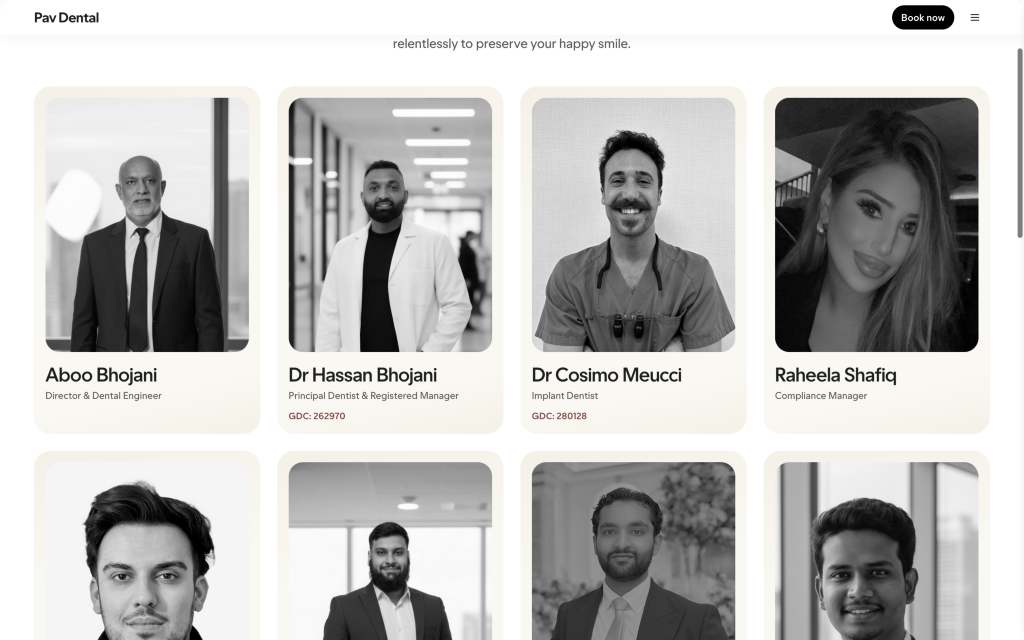 Pav Dental
Book now
relentlessly to preserve your happy smile.
Aboo Bhojani
Director & Dental Engineer
Dr Hassan Bhojani
Principal Dentist & Registered Manager
GDC: 262970
Dr Cosimo Meucci
Implant Dentist
GDC: 280128
Raheela Shafiq
Compliance Manager